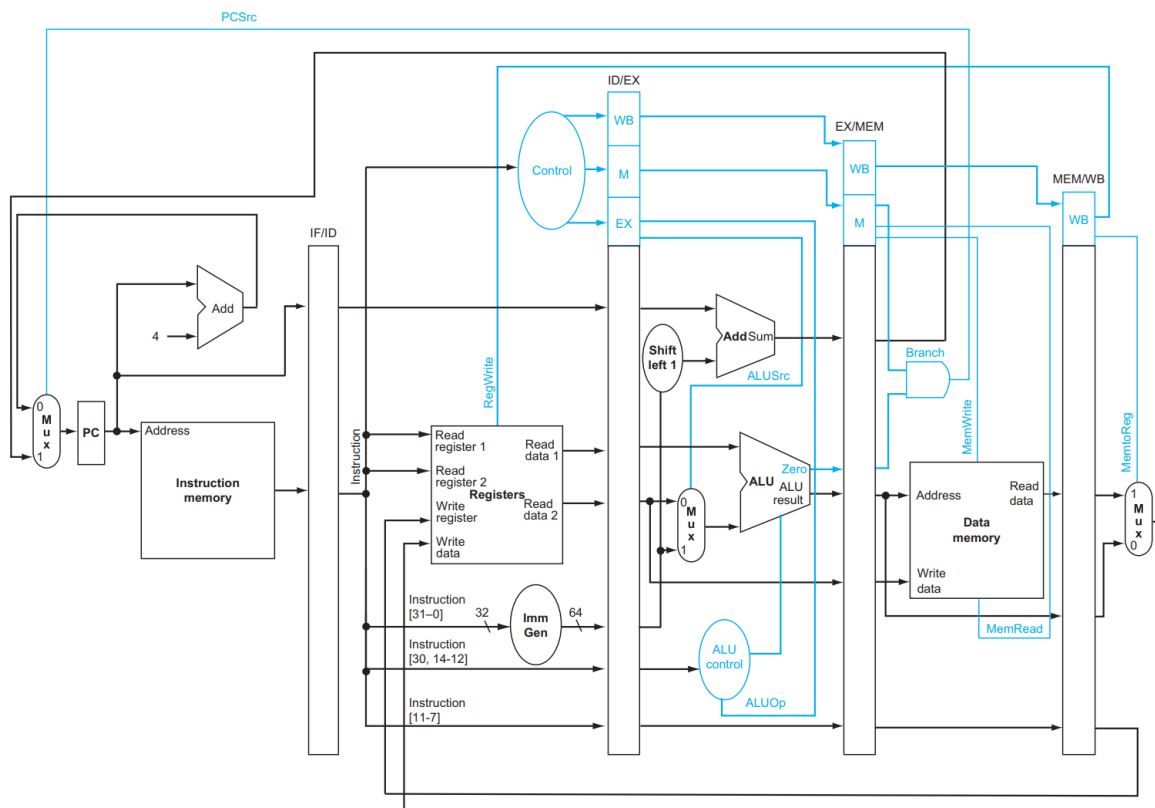 PCSrc
ID/EX
WB
Control
M
EX
EX/MEM
WB
M
MEM/WB
WB
IF/ID
Add
4
RegWrite
Shift
left 1
AddSum
ALUSrc
Branch
0
M
u
x
1
PC
Address
Instruction
memory
Instruction
Read
register 1
Read
register 2
Registers
Write
register
Write
data
Read
data 1
Read
data 2
0
M
u
x
1
Zero
ALU
ALU
result
MemWrite
Address
Read
data
Data
memory
Write
data
MemtoReg
1
M
u
x
0
Instruction
[31–0]
32
Imm
Gen
64
Instruction
[30, 14-12]
ALU
control
MemRead
ALUOp
Instruction
[11-7]